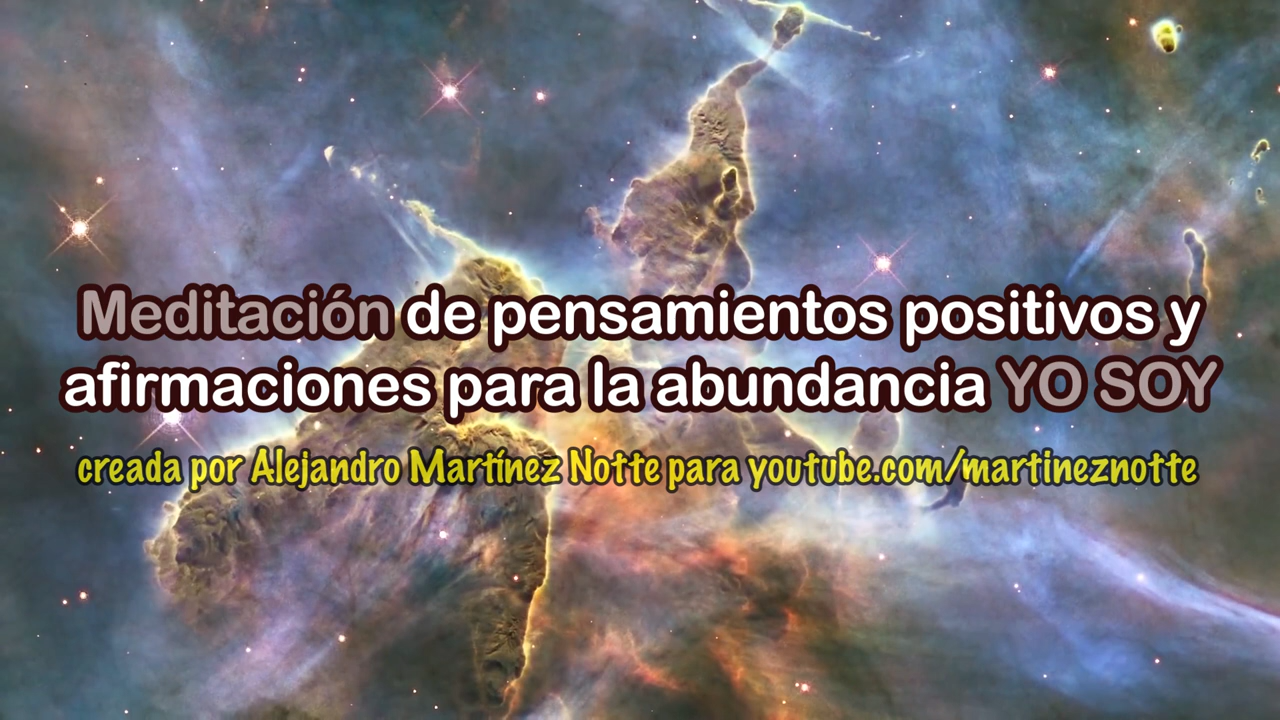 Meditación de pensamientos positivos y
afirmaciones para la abundancia YO SOY
creada por Alejandro Martínez Notte para youtube.com/martineznotte